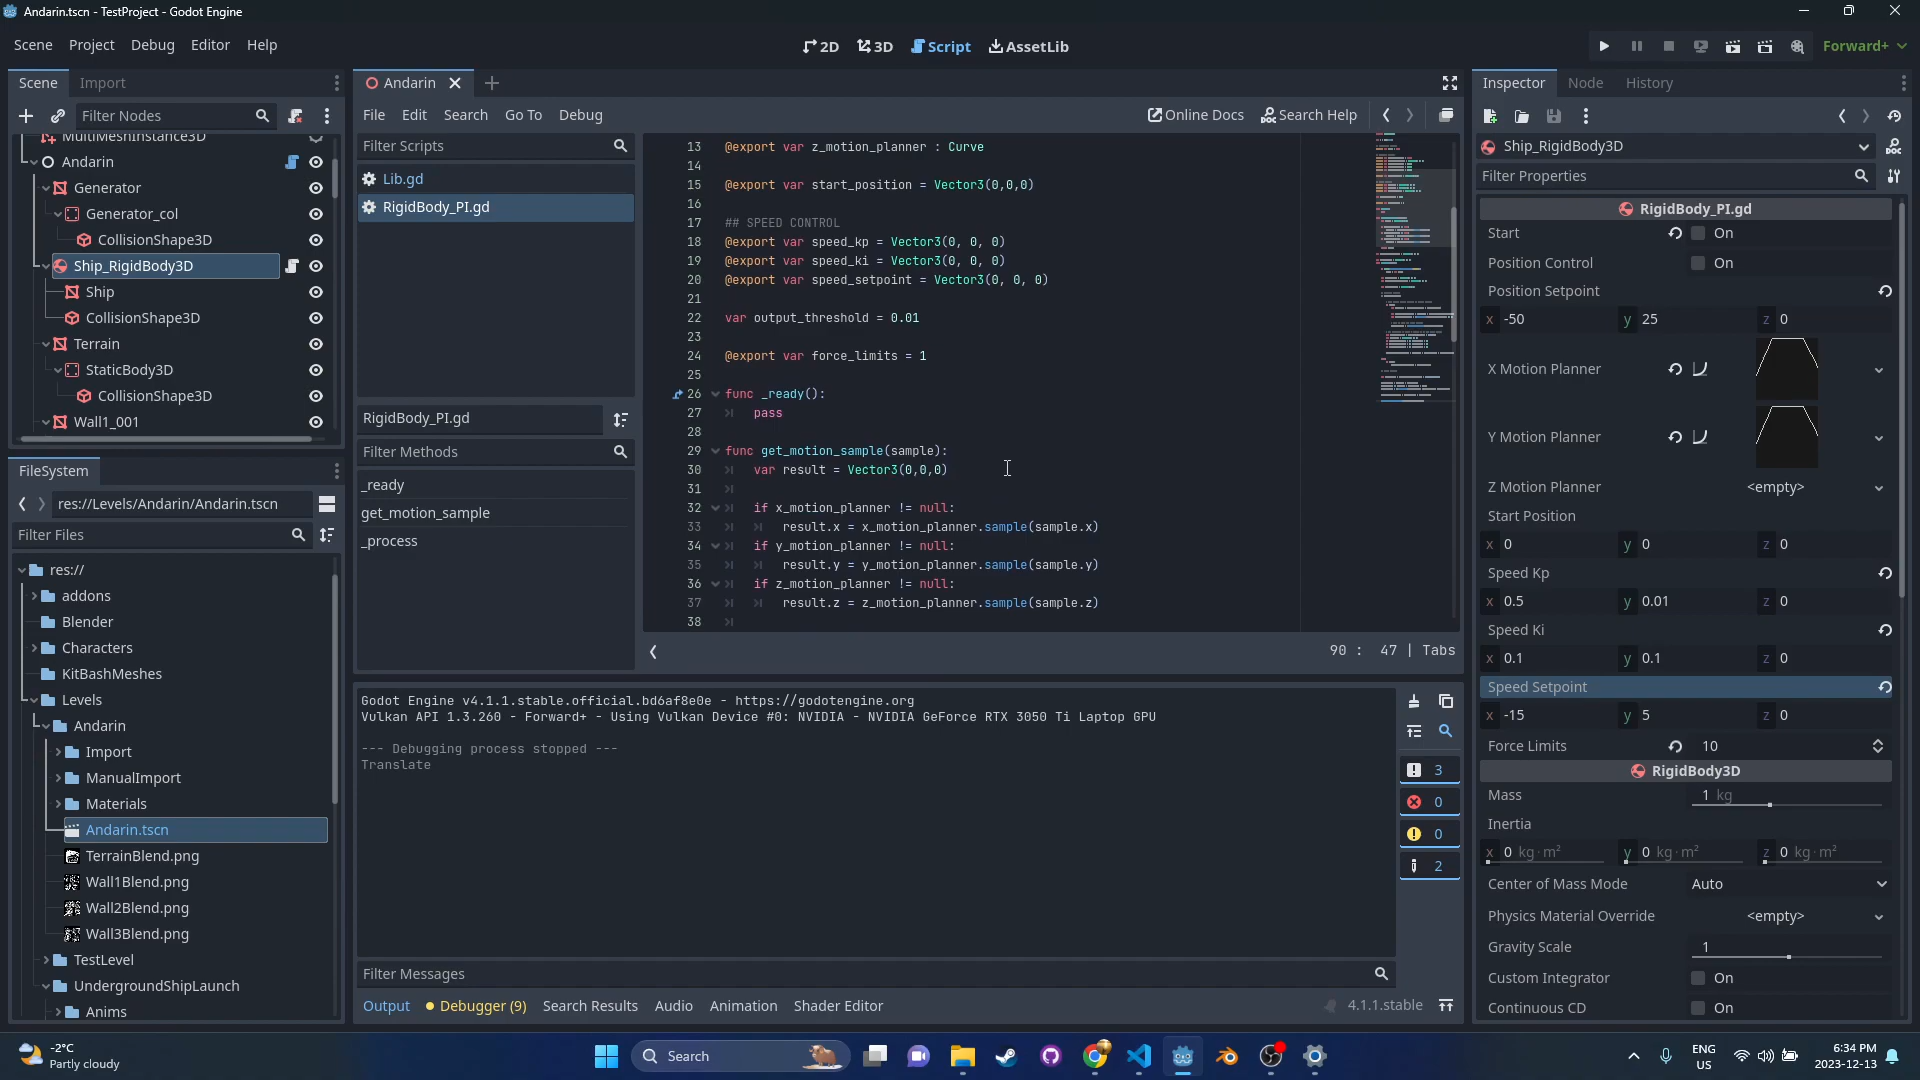 Andarin.tscn - TestProject - Godot Engine
Scene Project Debug Editor Help
2D 3D Script AssetLib
Forward+
Scene Import
Filter Nodes
MultiMeshInstance3D
Andarin
Generator
Generator_col
CollisionShape3D
Ship_RigidBody3D
Ship
CollisionShape3D
Terrain
StaticBody3D
CollisionShape3D
Wall1_001
FileSystem
res://Levels/Andarin/Andarin.tscn
Filter Files
res://
addons
Blender
Characters
KitBashMeshes
Levels
Andarin
Import
ManualImport
Materials
Andarin.tscn
TerrainBlend.png
Wall1Blend.png
Wall2Blend.png
Wall3Blend.png
TestLevel
UndergroundShipLaunch
Anims
Andarin
File Edit Search Go To Debug
Online Docs Search Help
Filter Scripts
Lib.gd
RigidBody_PI.gd
RigidBody_PI.gd
Filter Methods
_ready
get_motion_sample
_process
13 @export var z_motion_planner : Curve
14
15 @export var start_position = Vector3(0,0,0)
16
17 ## SPEED CONTROL
18 @export var speed_kp = Vector3(0, 0, 0)
19 @export var speed_ki = Vector3(0, 0, 0)
20 @export var speed_setpoint = Vector3(0, 0, 0)
21
22 var output_threshold = 0.01
23
24 @export var force_limits = 1
25
26 func _ready():
27 pass
28
29 func get_motion_sample(sample):
30 var result = Vector3(0,0,0)
31
32 if x_motion_planner != null:
33 result.x = x_motion_planner.sample(sample.x)
34 if y_motion_planner != null:
35 result.y = y_motion_planner.sample(sample.y)
36 if z_motion_planner != null:
37 result.z = z_motion_planner.sample(sample.z)
38
90 : 47 | Tabs
Godot Engine v4.1.1.stable.official.bd6af8e0e - https://godotengine.org
Vulkan API 1.3.260 - Forward+ - Using Vulkan Device #0: NVIDIA - NVIDIA GeForce RTX 3050 Ti Laptop GPU
--- Debugging process stopped ---
Translate
3
0
0
2
Filter Messages
Output Debugger (9) Search Results Audio Animation Shader Editor
4.1.1.stable
Inspector Node History
Ship_RigidBody3D
Filter Properties
RigidBody_PI.gd
Start On
Position Control On
Position Setpoint
x -50 y 25 z 0
X Motion Planner
Y Motion Planner
Z Motion Planner <empty>
Start Position
x 0 y 0 z 0
Speed Kp
x 0.5 y 0.01 z 0
Speed Ki
x 0.1 y 0.1 z 0
Speed Setpoint
x -15 y 5 z 0
Force Limits 10
RigidBody3D
Mass 1 kg
Inertia
x 0 kg·m² y 0 kg·m² z 0 kg·m²
Center of Mass Mode Auto
Physics Material Override <empty>
Gravity Scale 1
Custom Integrator On
Continuous CD On
-2°C
Partly cloudy
Search
ENG
US
6:34 PM
2023-12-13